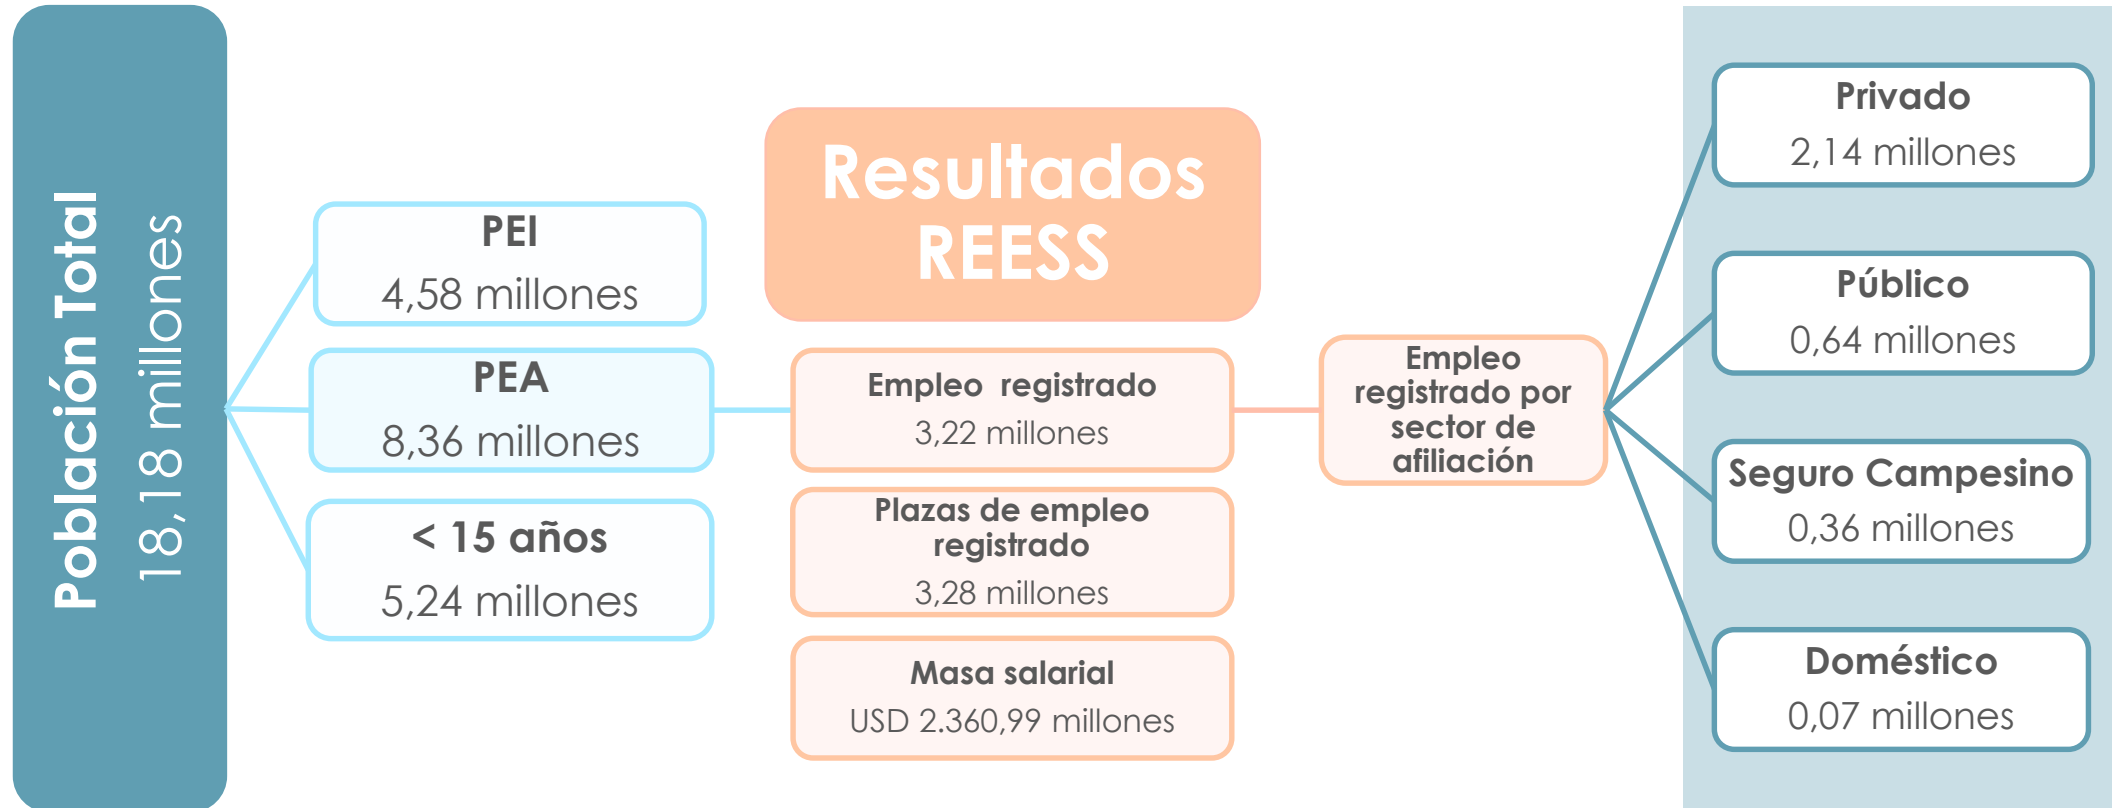 Población Total
18,18 millones
PEI
4,58 millones
PEA
8,36 millones
< 15 años
5,24 millones
Resultados
REESS
Empleo registrado
3,22 millones
Plazas de empleo
registrado
3,28 millones
Masa salarial
USD 2.360,99 millones
Empleo
registrado por
sector de
afiliación
Privado
2,14 millones
Público
0,64 millones
Seguro Campesino
0,36 millones
Doméstico
0,07 millones